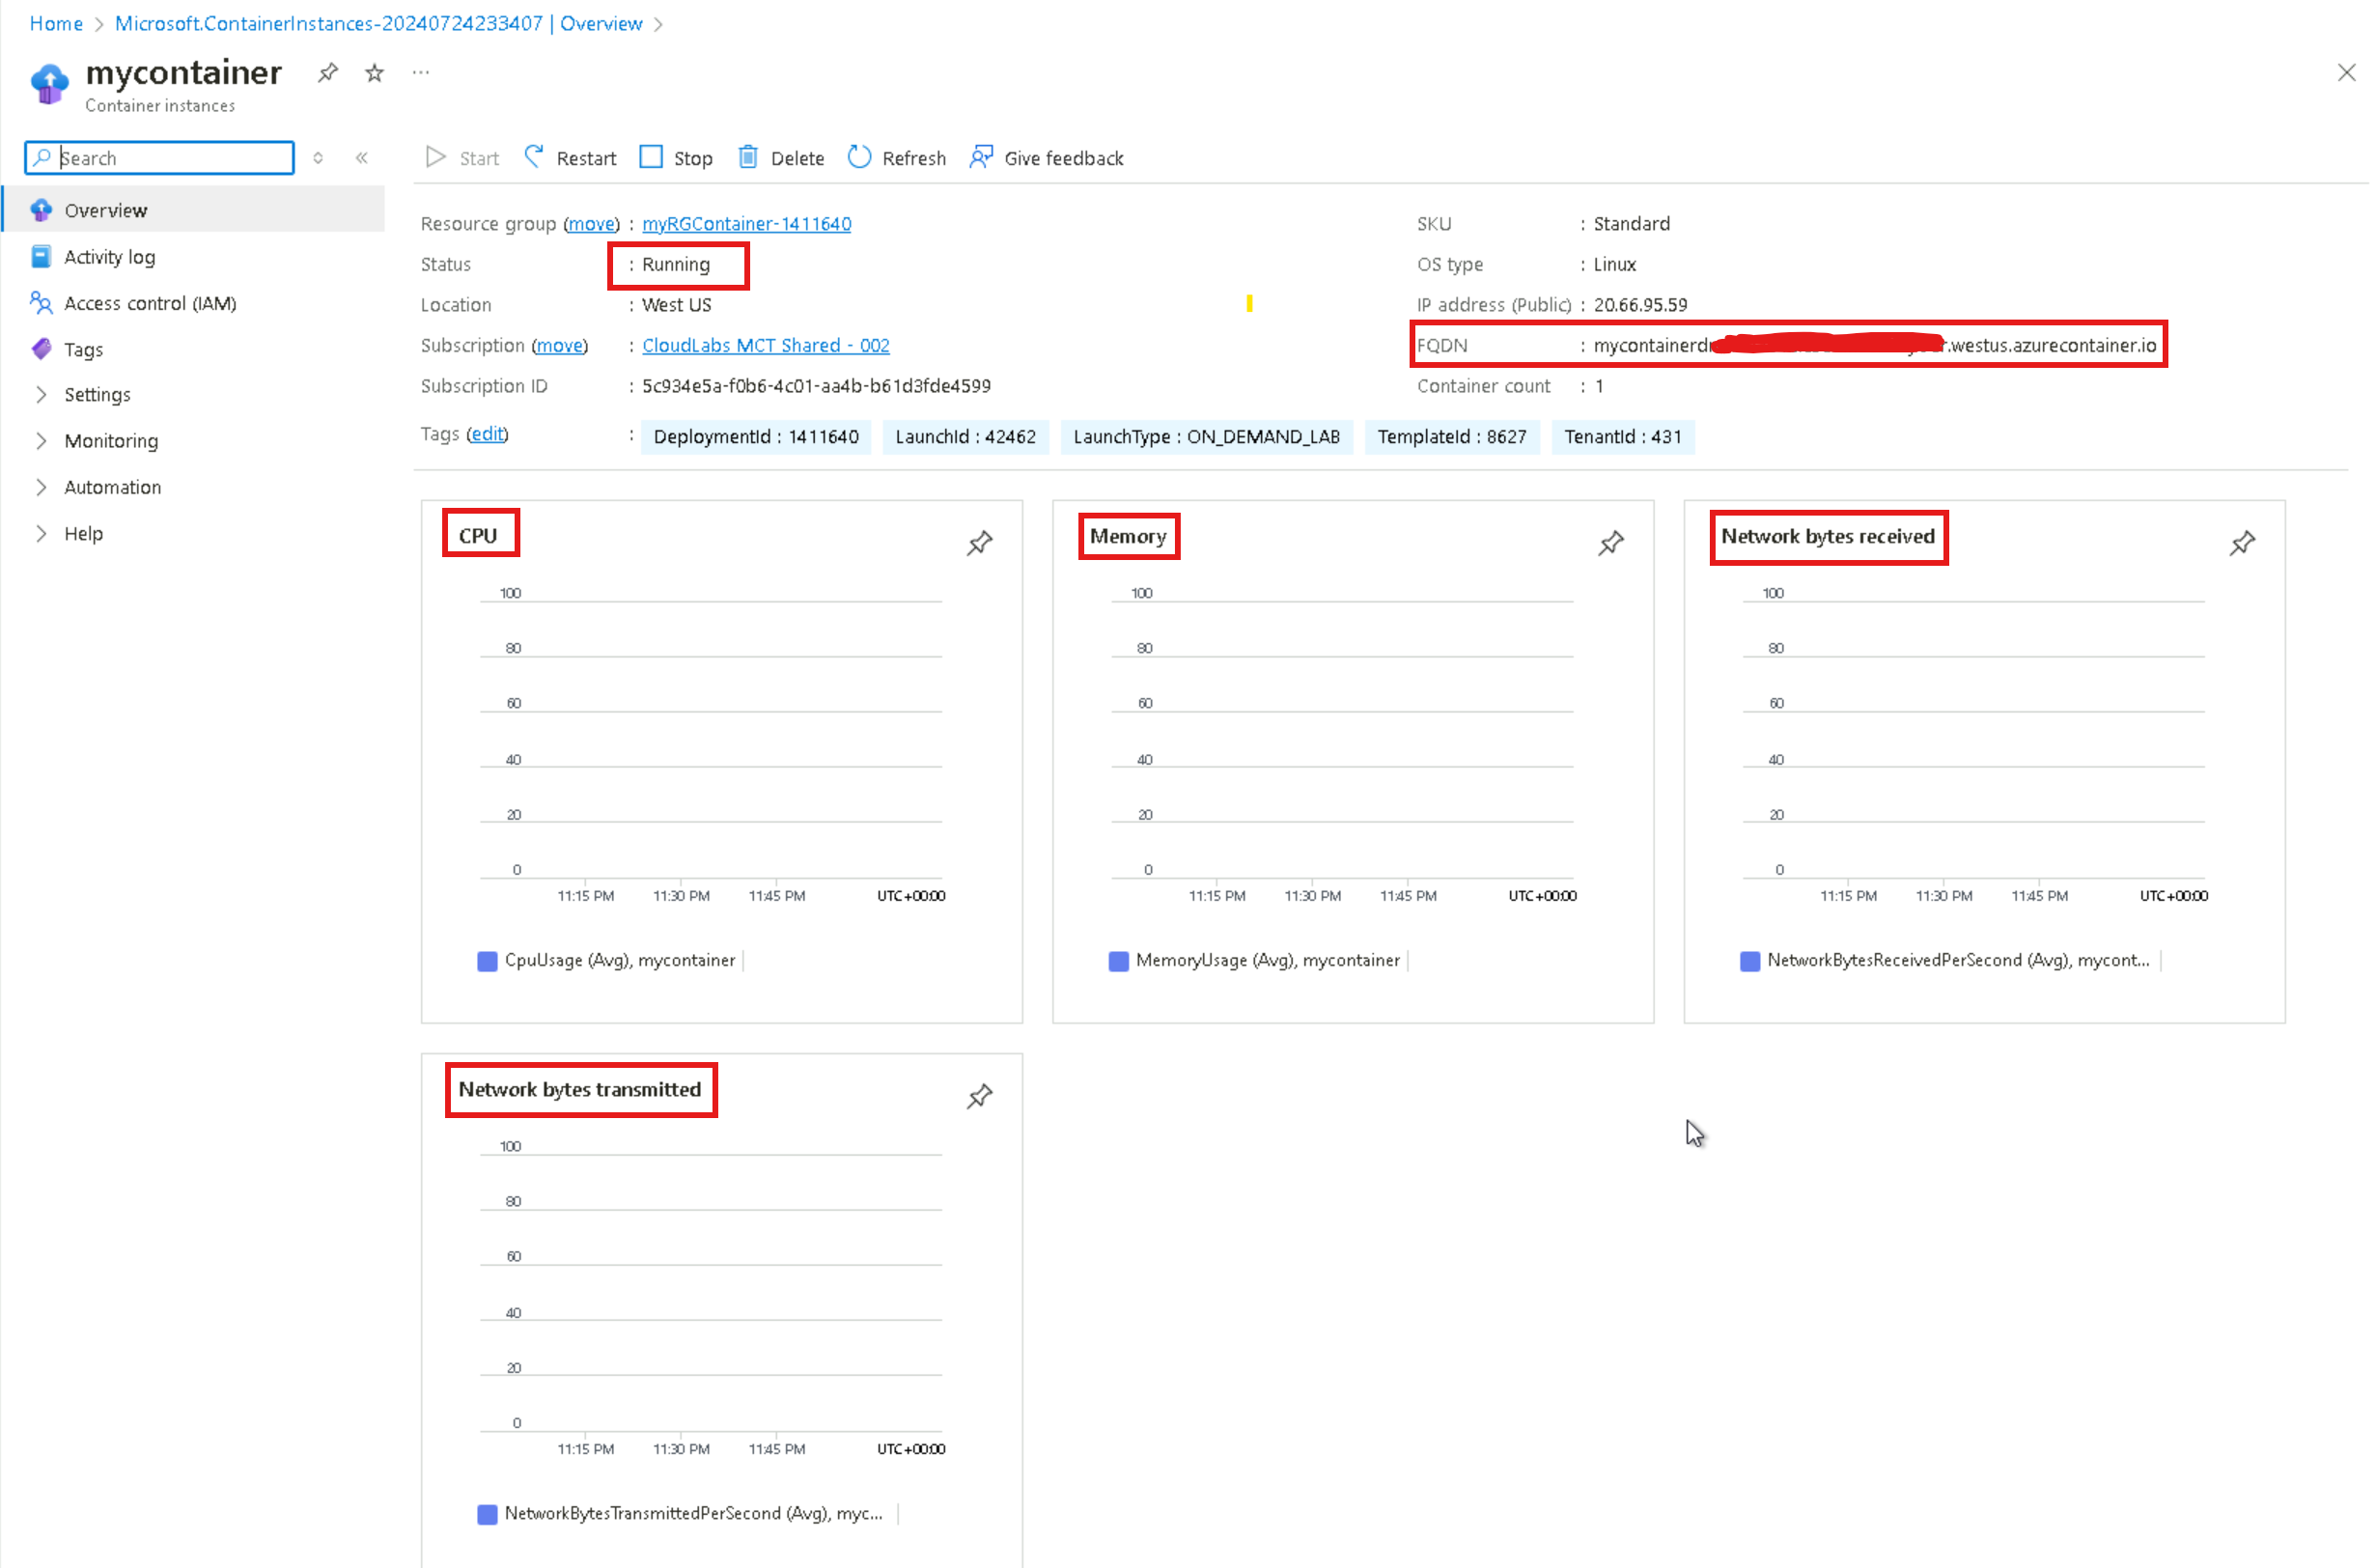 Home > Microsoft.ContainerInstances-20240724233407 | Overview >
mycontainer
Container instances
Search
Start Restart Stop Delete Refresh Give feedback
Overview
Activity log
Access control (IAM)
Tags
Settings
Monitoring
Automation
Help
Resource group (move) : myRGContainer-1411640
Status : Running
Location : West US
Subscription (move) : CloudLabs MCT Shared - 002
Subscription ID : 5c934e5a-f0b6-4c01-aa4b-b61d3fde4599
SKU : Standard
OS type : Linux
IP address (Public) : 20.66.95.59
FQDN : mycontainerd .westus.azurecontainer.io
Container count : 1
Tags (edit) : DeploymentId : 1411640 LaunchId : 42462 LaunchType : ON_DEMAND_LAB TemplateId : 8627 TenantId : 431
CPU
100
80
60
40
20
0
11:15 PM 11:30 PM 11:45 PM UTC+00:00
CpuUsage (Avg), mycontainer
Memory
100
80
60
40
20
0
11:15 PM 11:30 PM 11:45 PM UTC+00:00
MemoryUsage (Avg), mycontainer
Network bytes received
100
80
60
40
20
0
11:15 PM 11:30 PM 11:45 PM UTC+00:00
NetworkBytesReceivedPerSecond (Avg), mycont...
Network bytes transmitted
100
80
60
40
20
0
11:15 PM 11:30 PM 11:45 PM UTC+00:00
NetworkBytesTransmittedPerSecond (Avg), myc...